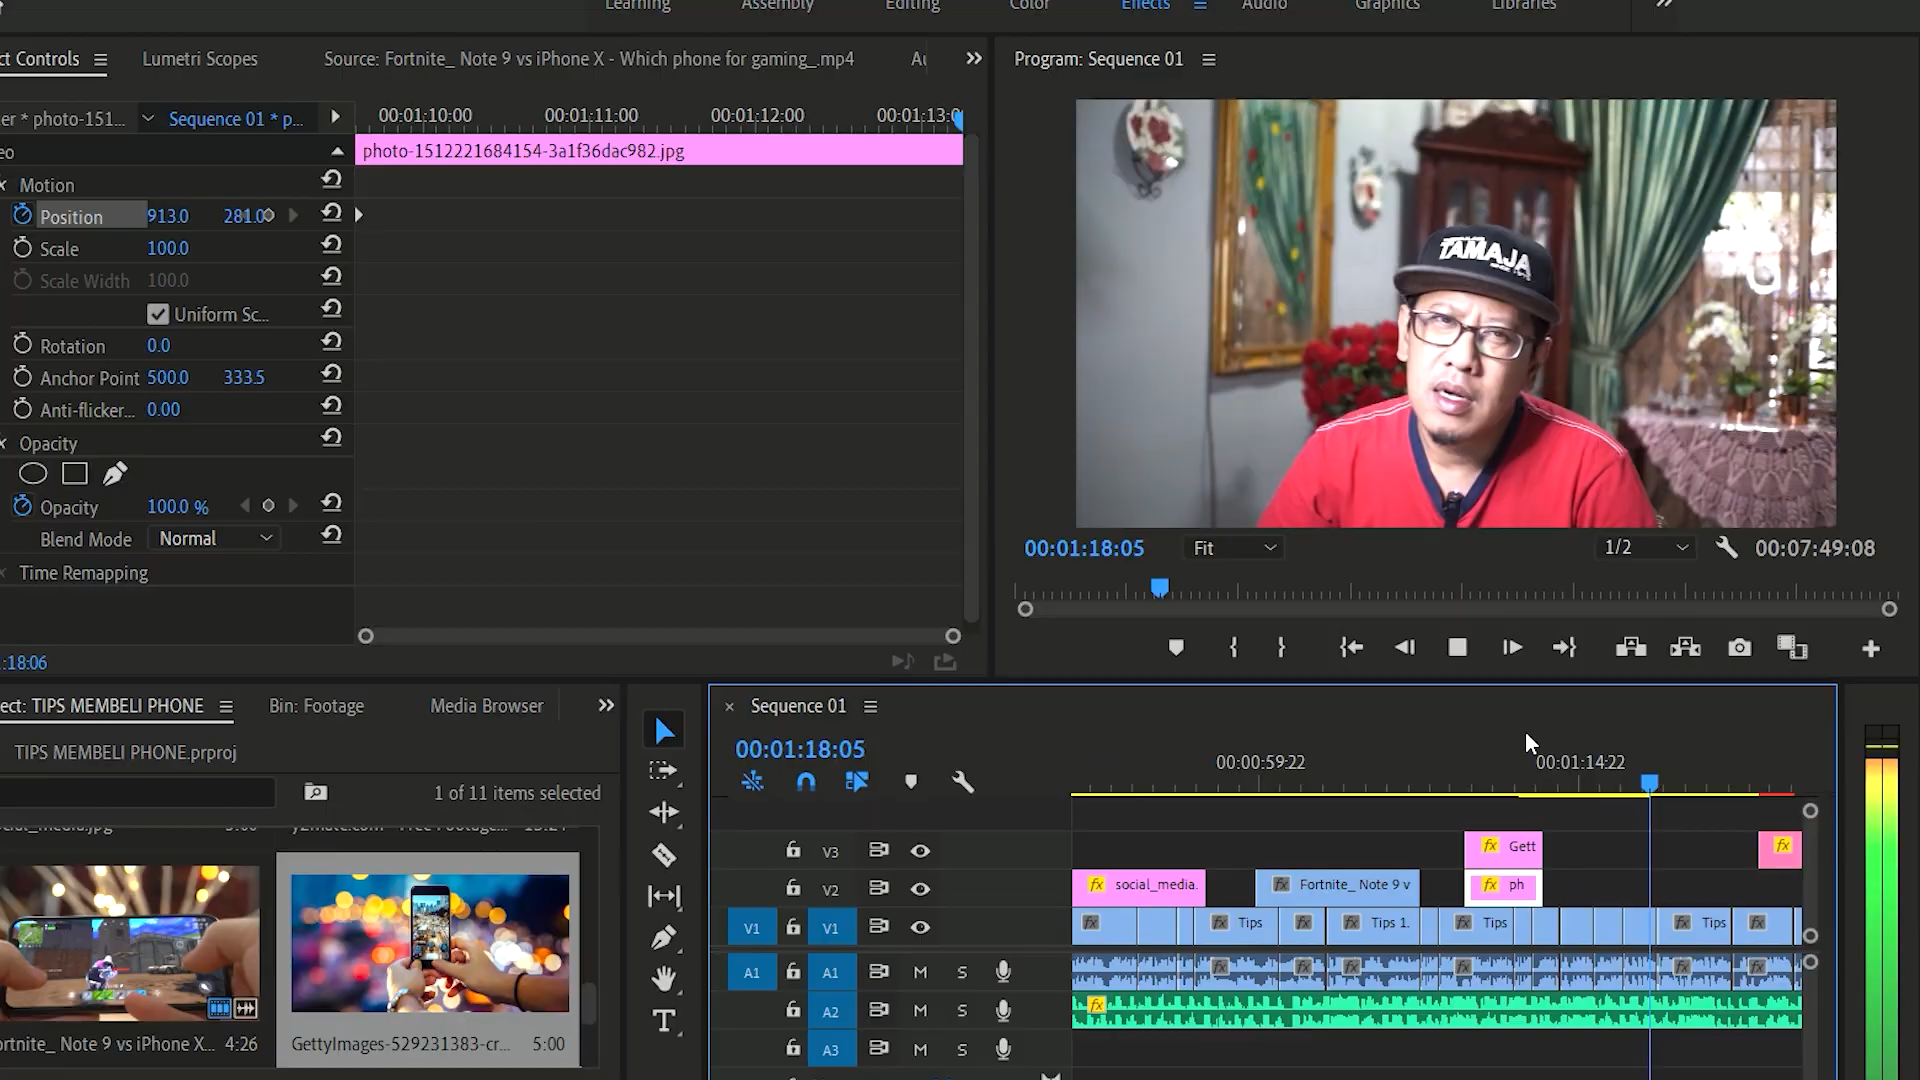 Learning Assembly Editing Color Effects Audio Graphics Libraries
ct Controls Lumetri Scopes Source: Fortnite_ Note 9 vs iPhone X - Which phone for gaming_.mp4 Au
Program: Sequence 01
er * photo-151... Sequence 01 * p...
00:01:10:00 00:01:11:00 00:01:12:00 00:01:13:0
eo
photo-1512221684154-3a1f36dac982.jpg
Motion
Position 913.0 281.0
Scale 100.0
Scale Width 100.0
Uniform Sc...
Rotation 0.0
Anchor Point 500.0 333.5
Anti-flicker... 0.00
Opacity
Opacity 100.0 %
Blend Mode Normal
Time Remapping
:18:06
TAMAJA
00:01:18:05 Fit 1/2 00:07:49:08
ect: TIPS MEMBELI PHONE Bin: Footage Media Browser
TIPS MEMBELI PHONE.prproj
1 of 11 items selected
ortnite_ Note 9 vs iPhone X... 4:26
GettyImages-529231383-cr... 5:00
Sequence 01
00:01:18:05
00:00:59:22 00:01:14:22
V3 fx Gett fx
V2 fx social_media. fx Fortnite_ Note 9 v fx ph
V1 V1 fx fx Tips fx fx Tips 1. fx Tips fx Tips fx
A1 A1 M S fx fx fx fx fx fx
A2 M S fx
A3 M S